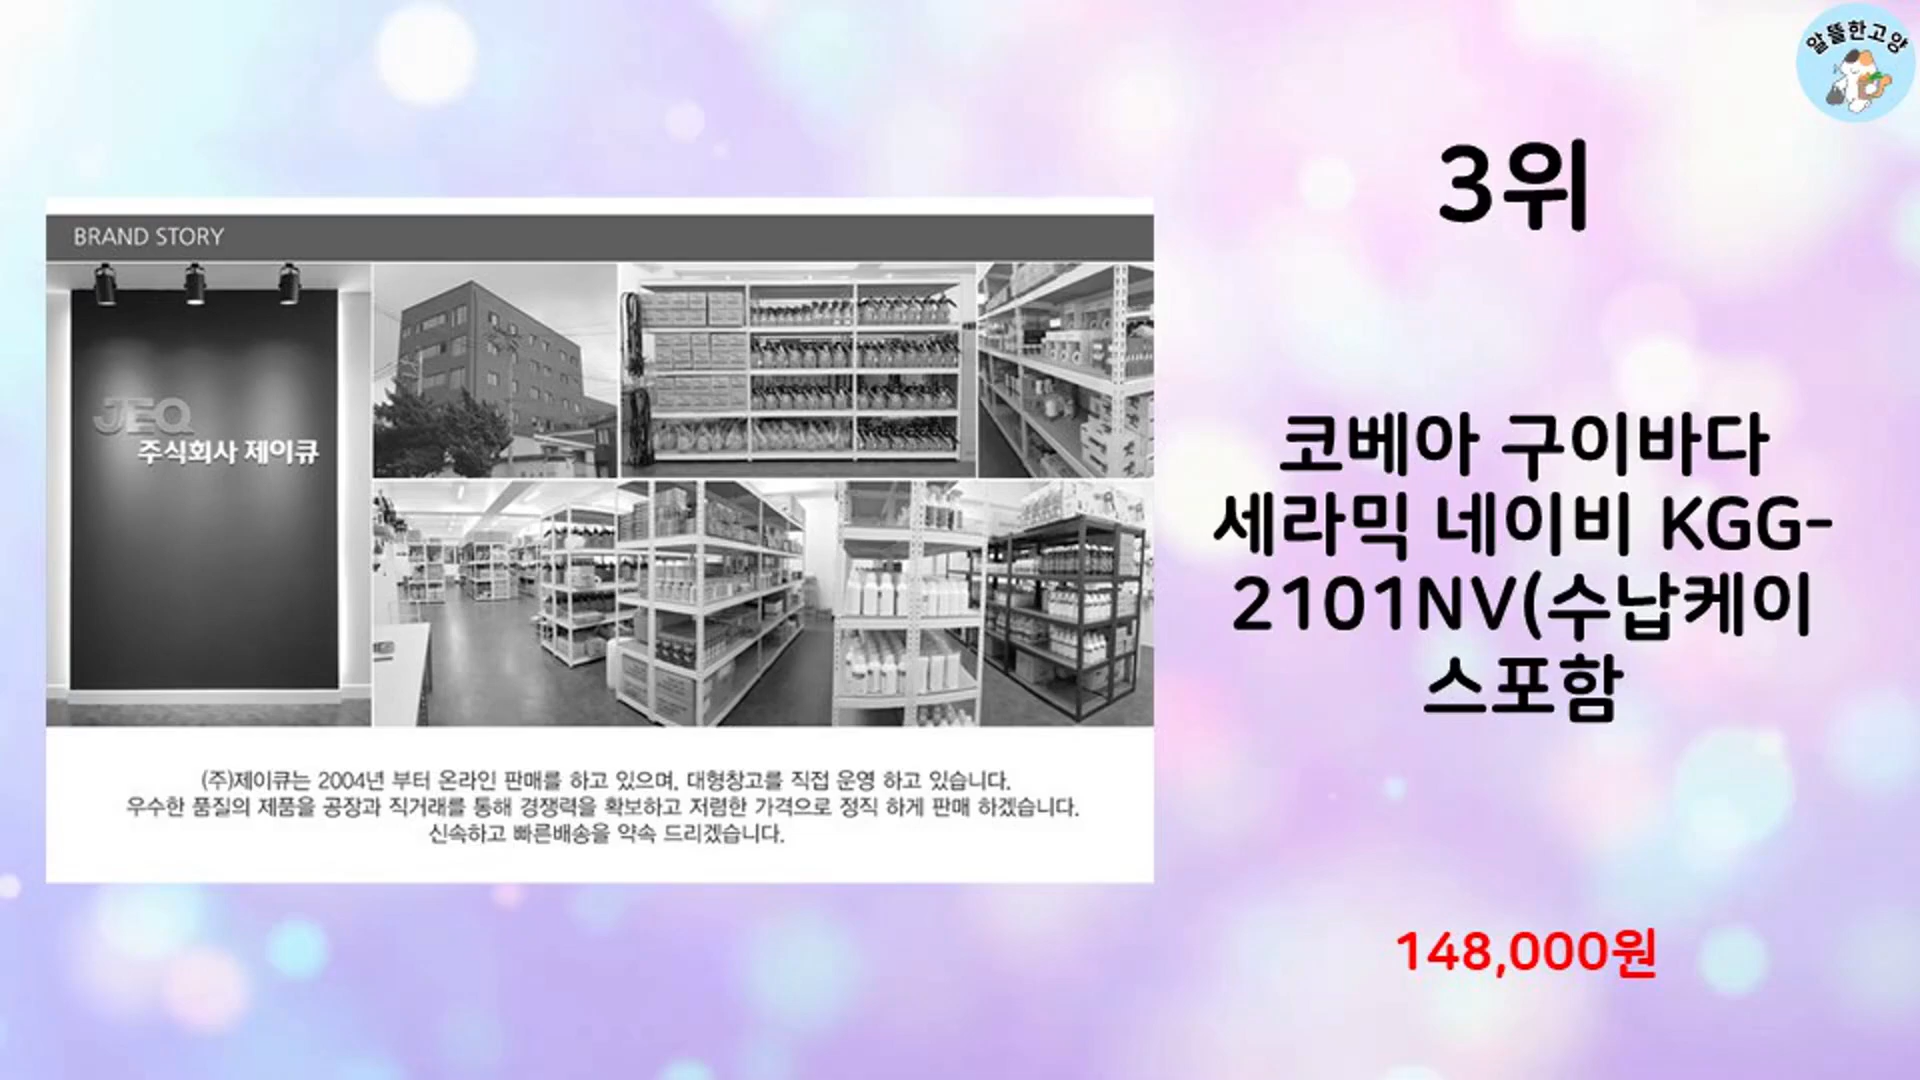 알뜰한고양
3위
BRAND STORY
JEQ
주식회사 제이큐
코베아 구이바다
세라믹 네이비 KGG-
2101NV(수납케이
스포함
(주)제이큐는 2004년 부터 온라인 판매를 하고 있으며, 대형창고를 직접 운영 하고 있습니다.
우수한 품질의 제품을 공장과 직거래를 통해 경쟁력을 확보하고 저렴한 가격으로 정직 하게 판매 하겠습니다.
신속하고 빠른배송을 약속 드리겠습니다.
148,000원